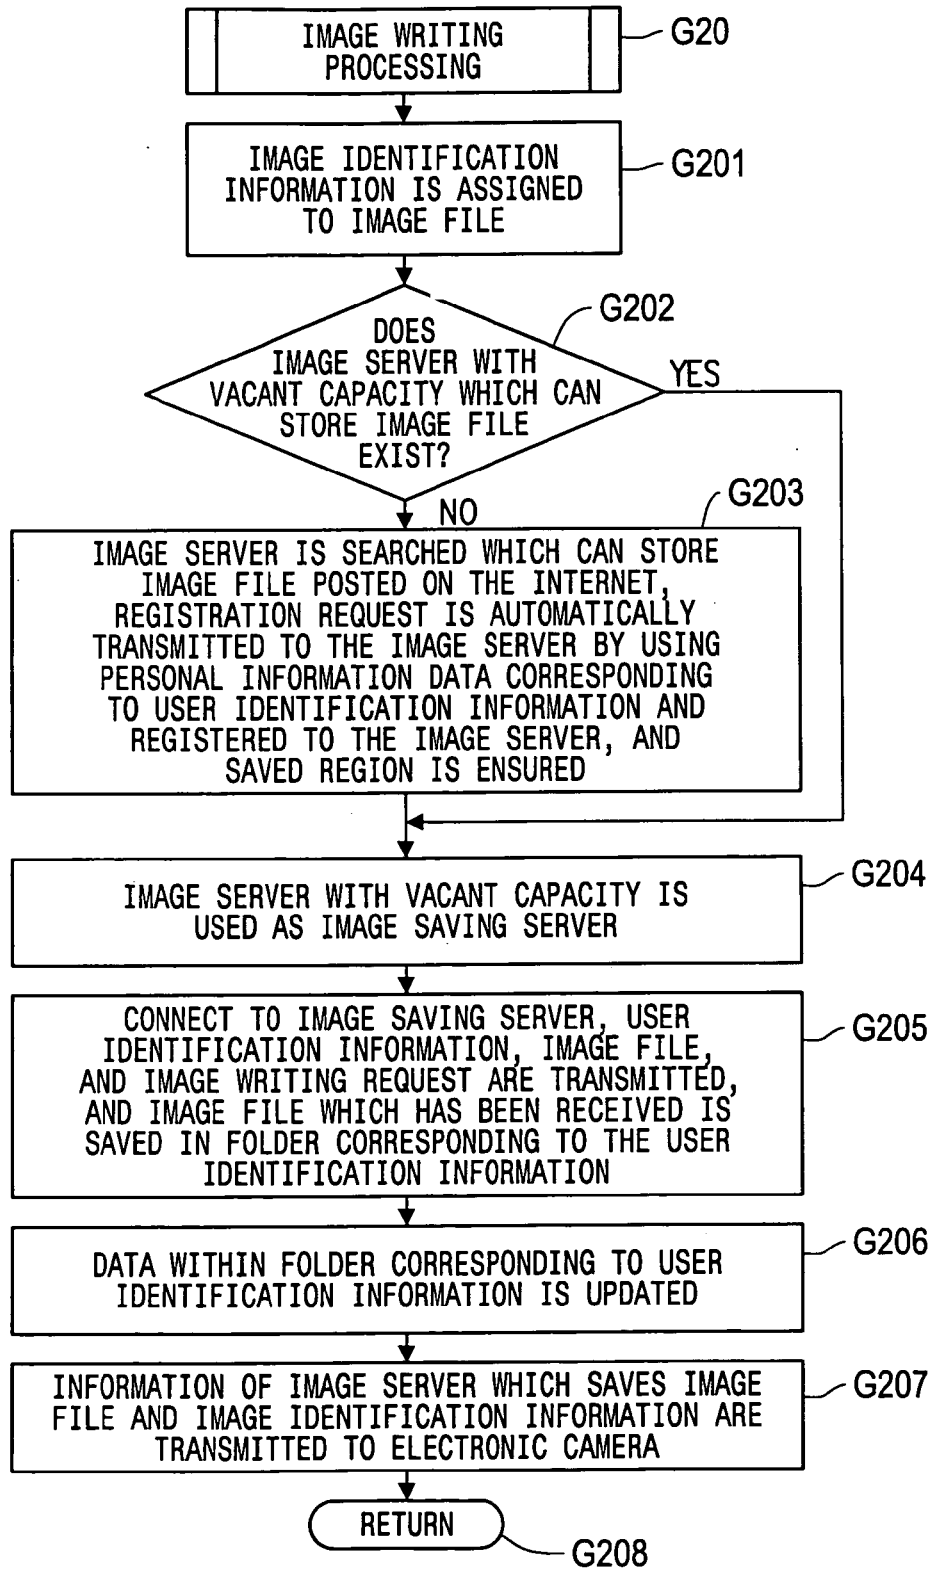 IMAGE WRITING
PROCESSING
G20
IMAGE IDENTIFICATION
INFORMATION IS ASSIGNED
TO IMAGE FILE
G201
DOES
IMAGE SERVER WITH
VACANT CAPACITY WHICH CAN
STORE IMAGE FILE
EXIST?
G202
YES
NO
G203
IMAGE SERVER IS SEARCHED WHICH CAN STORE
IMAGE FILE POSTED ON THE INTERNET,
REGISTRATION REQUEST IS AUTOMATICALLY
TRANSMITTED TO THE IMAGE SERVER BY USING
PERSONAL INFORMATION DATA CORRESPONDING
TO USER IDENTIFICATION INFORMATION AND
REGISTERED TO THE IMAGE SERVER, AND
SAVED REGION IS ENSURED
G204
IMAGE SERVER WITH VACANT CAPACITY IS
USED AS IMAGE SAVING SERVER
G205
CONNECT TO IMAGE SAVING SERVER, USER
IDENTIFICATION INFORMATION, IMAGE FILE,
AND IMAGE WRITING REQUEST ARE TRANSMITTED,
AND IMAGE FILE WHICH HAS BEEN RECEIVED IS
SAVED IN FOLDER CORRESPONDING TO THE USER
IDENTIFICATION INFORMATION
G206
DATA WITHIN FOLDER CORRESPONDING TO USER
IDENTIFICATION INFORMATION IS UPDATED
G207
INFORMATION OF IMAGE SERVER WHICH SAVES IMAGE
FILE AND IMAGE IDENTIFICATION INFORMATION ARE
TRANSMITTED TO ELECTRONIC CAMERA
RETURN
G208